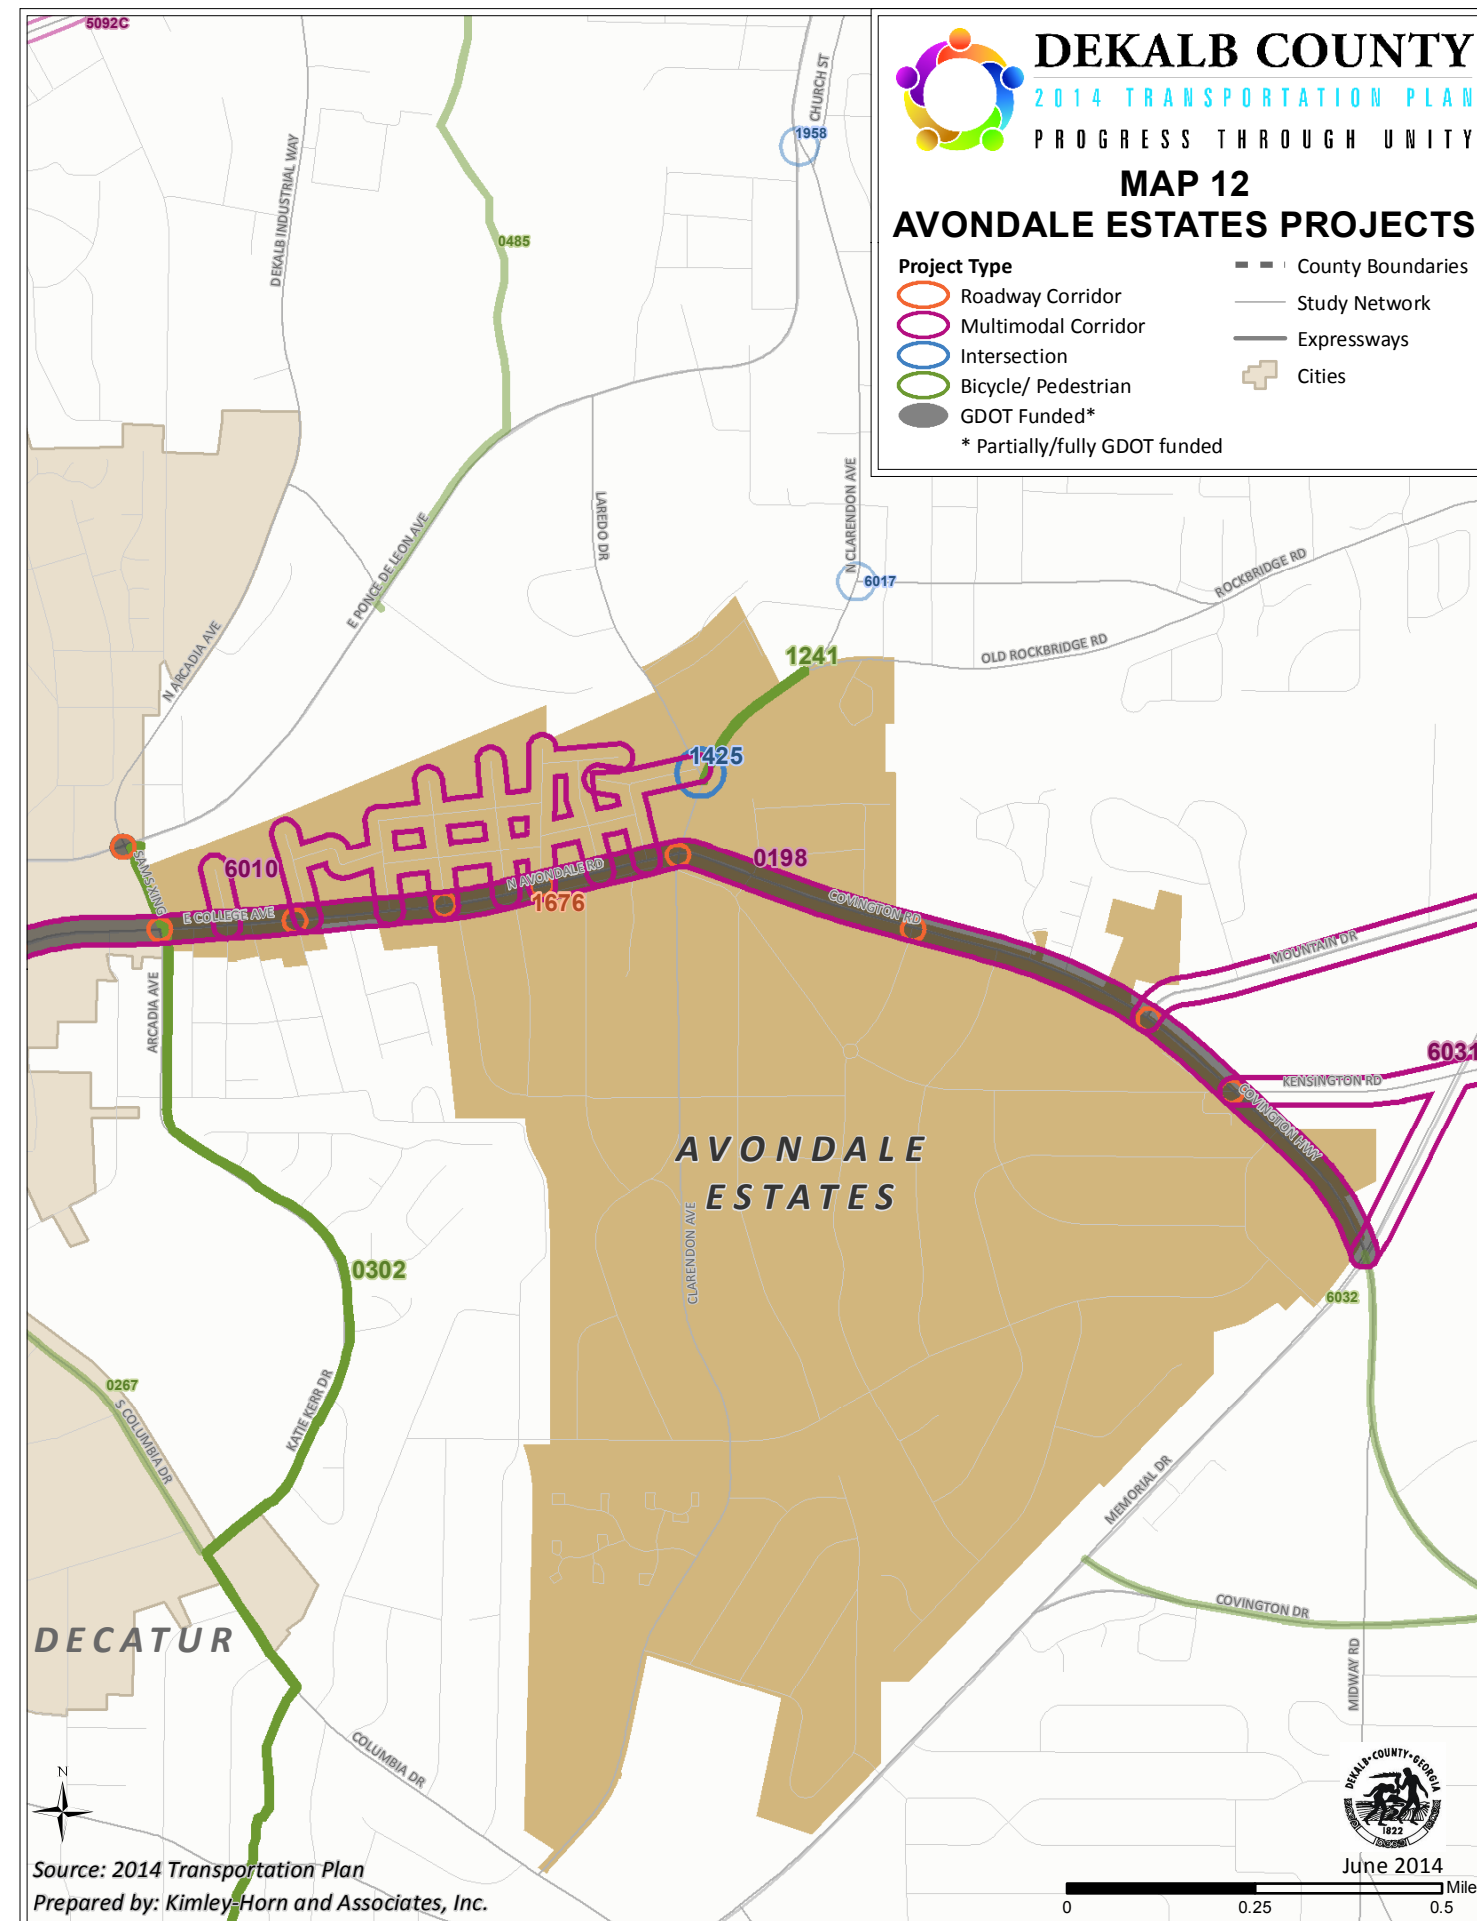 5092C
DEKALB COUNTY
2014 TRANSPORTATION PLAN
PROGRESS THROUGH UNITY
MAP 12
AVONDALE ESTATES PROJECTS
Project Type
Roadway Corridor
Multimodal Corridor
Intersection
Bicycle/ Pedestrian
GDOT Funded*
* Partially/fully GDOT funded
County Boundaries
Study Network
Expressways
Cities
CHURCH ST
1958
DEKALB INDUSTRIAL WAY
0485
LAREDO DR
N CLARENDON AVE
E PONCE DE LEON AVE
6017
ROCKBRIDGE RD
OLD ROCKBRIDGE RD
N ARCADIA AVE
1241
1425
SAMS XING
6010
N AVONDALE RD
0198
1676
E COLLEGE AVE
COVINGTON RD
MOUNTAIN DR
ARCADIA AVE
6031
KENSINGTON RD
COVINGTON HWY
AVONDALE
ESTATES
CLARENDON AVE
0302
6032
0267
S COLUMBIA DR
KATIE KERR DR
MEMORIAL DR
COVINGTON DR
DECATUR
MIDWAY RD
COLUMBIA DR
N
DEKALB•COUNTY•GEORGIA
1822
June 2014
Source: 2014 Transportation Plan
Prepared by: Kimley-Horn and Associates, Inc.
Mile
0 0.25 0.5